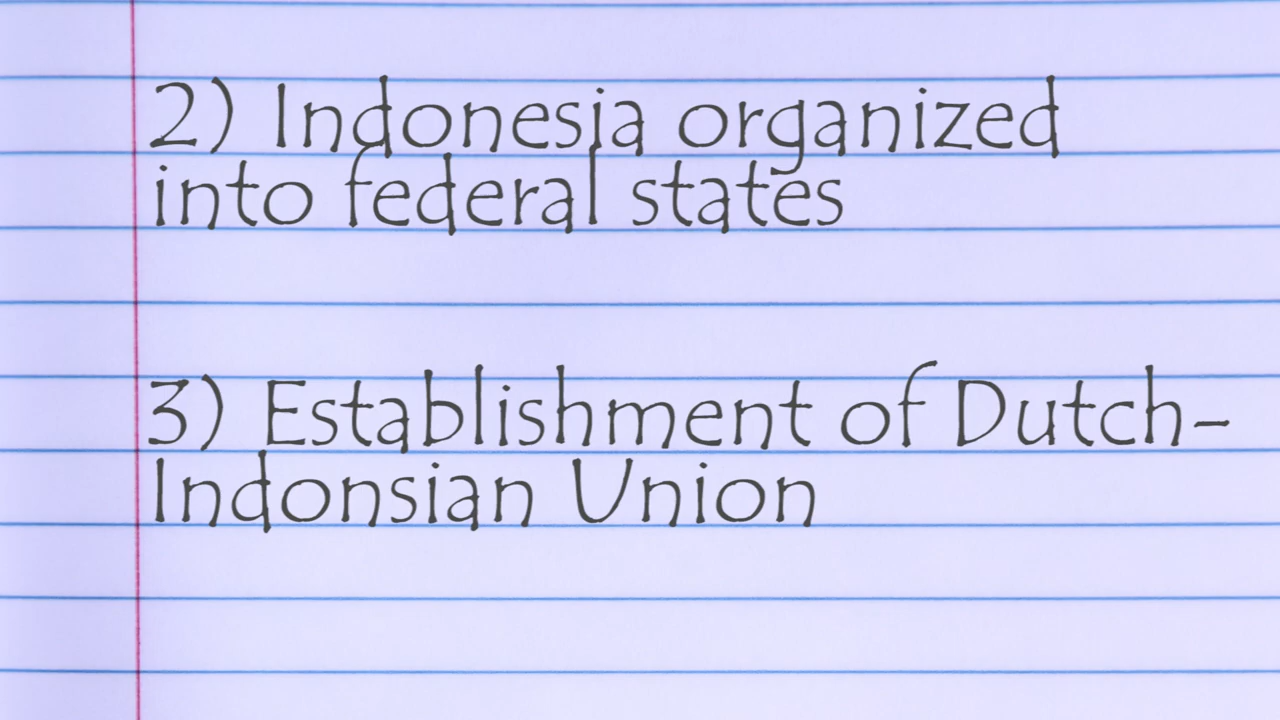 2) Indonesia organized
into federal states
3) Establishment of Dutch-
Indonsian Union